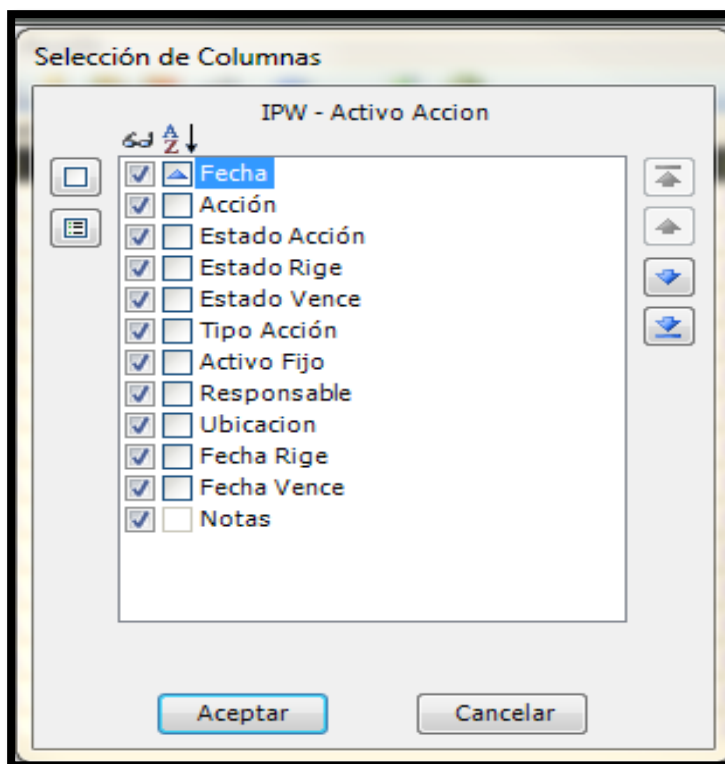 Selección de Columnas
IPW - Activo Accion
A
Z
Fecha
Acción
Estado Acción
Estado Rige
Estado Vence
Tipo Acción
Activo Fijo
Responsable
Ubicacion
Fecha Rige
Fecha Vence
Notas
Aceptar Cancelar